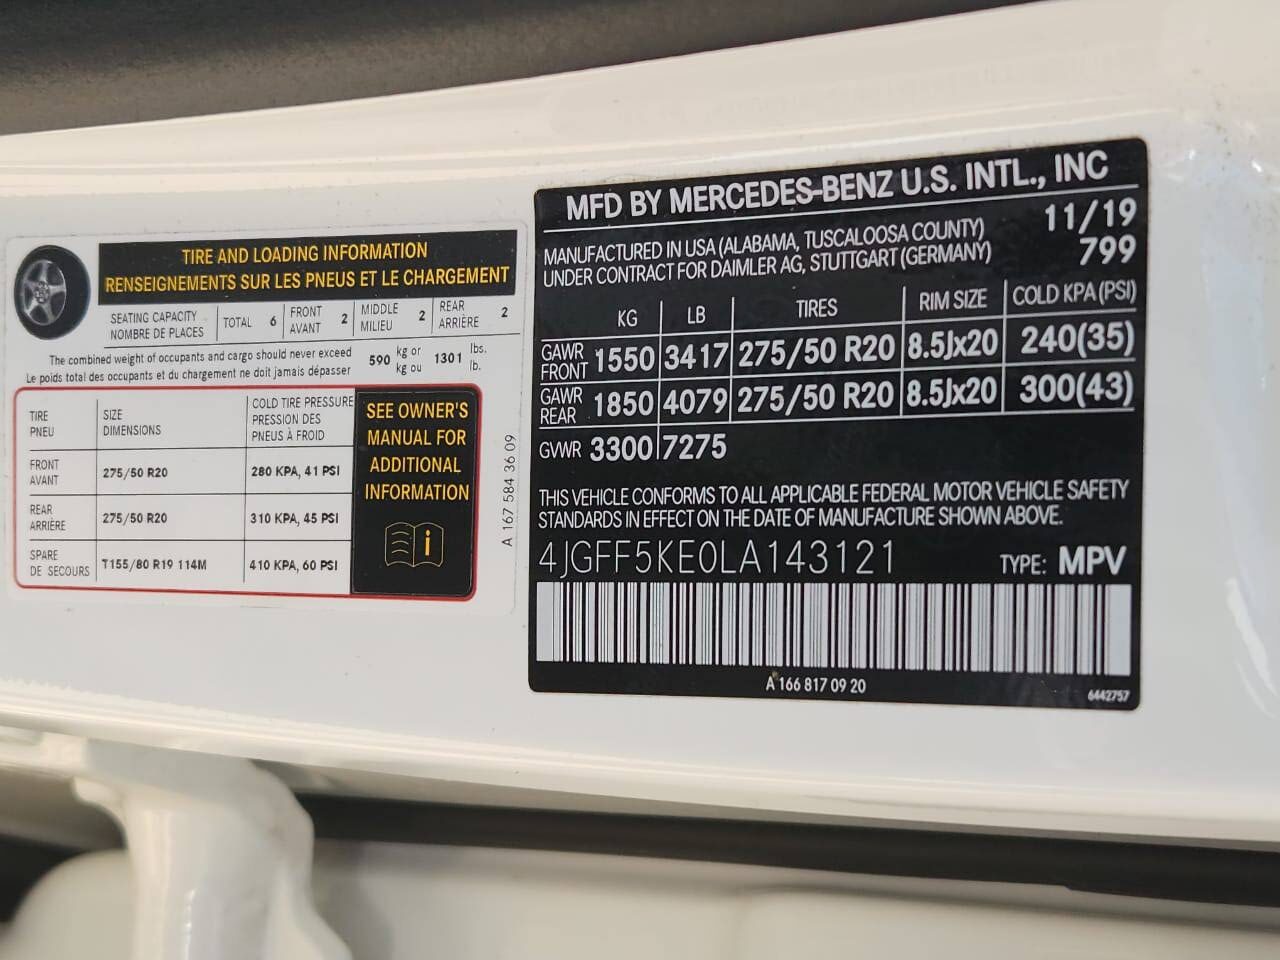 TIRE AND LOADING INFORMATION
RENSEIGNEMENTS SUR LES PNEUS ET LE CHARGEMENT
SEATING CAPACITY
NOMBRE DE PLACES
TOTAL 6
FRONT
AVANT 2
MIDDLE
MILIEU 2
REAR
ARRIÈRE 2
The combined weight of occupants and cargo should never exceed
Le poids total des occupants et du chargement ne doit jamais dépasser
590 kg or
kg ou
1301 lbs.
lb.
TIRE
PNEU
SIZE
DIMENSIONS
COLD TIRE PRESSURE
PRESSION DES
PNEUS À FROID
FRONT
AVANT
275/50 R20
280 KPA, 41 PSI
REAR
ARRIÈRE
275/50 R20
310 KPA, 45 PSI
SPARE
DE SECOURS
T155/80 R19 114M
410 KPA, 60 PSI
SEE OWNER'S
MANUAL FOR
ADDITIONAL
INFORMATION
i
A 167 584 36 09
MFD BY MERCEDES-BENZ U.S. INTL., INC
MANUFACTURED IN USA (ALABAMA, TUSCALOOSA COUNTY) 11/19
UNDER CONTRACT FOR DAIMLER AG, STUTTGART (GERMANY) 799
KG LB TIRES RIM SIZE COLD KPA (PSI)
GAWR
FRONT 1550 3417 275/50 R20 8.5Jx20 240(35)
GAWR
REAR 1850 4079 275/50 R20 8.5Jx20 300(43)
GVWR 3300 7275
THIS VEHICLE CONFORMS TO ALL APPLICABLE FEDERAL MOTOR VEHICLE SAFETY
STANDARDS IN EFFECT ON THE DATE OF MANUFACTURE SHOWN ABOVE.
4JGFF5KE0LA143121 TYPE: MPV
A 166 817 09 20
6442757